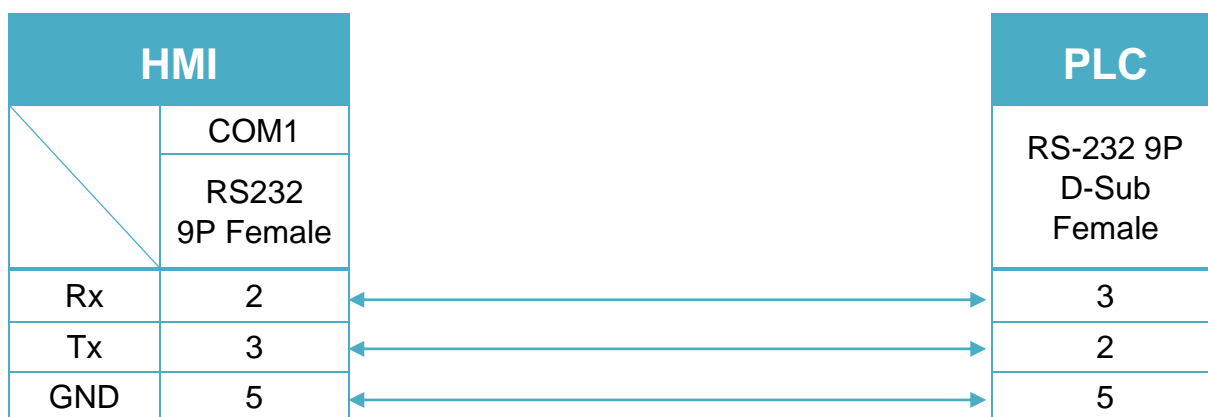 HMI
PLC
COM1
RS232
9P Female
RS-232 9P
D-Sub
Female
Rx 2 3
Tx 3 2
GND 5 5